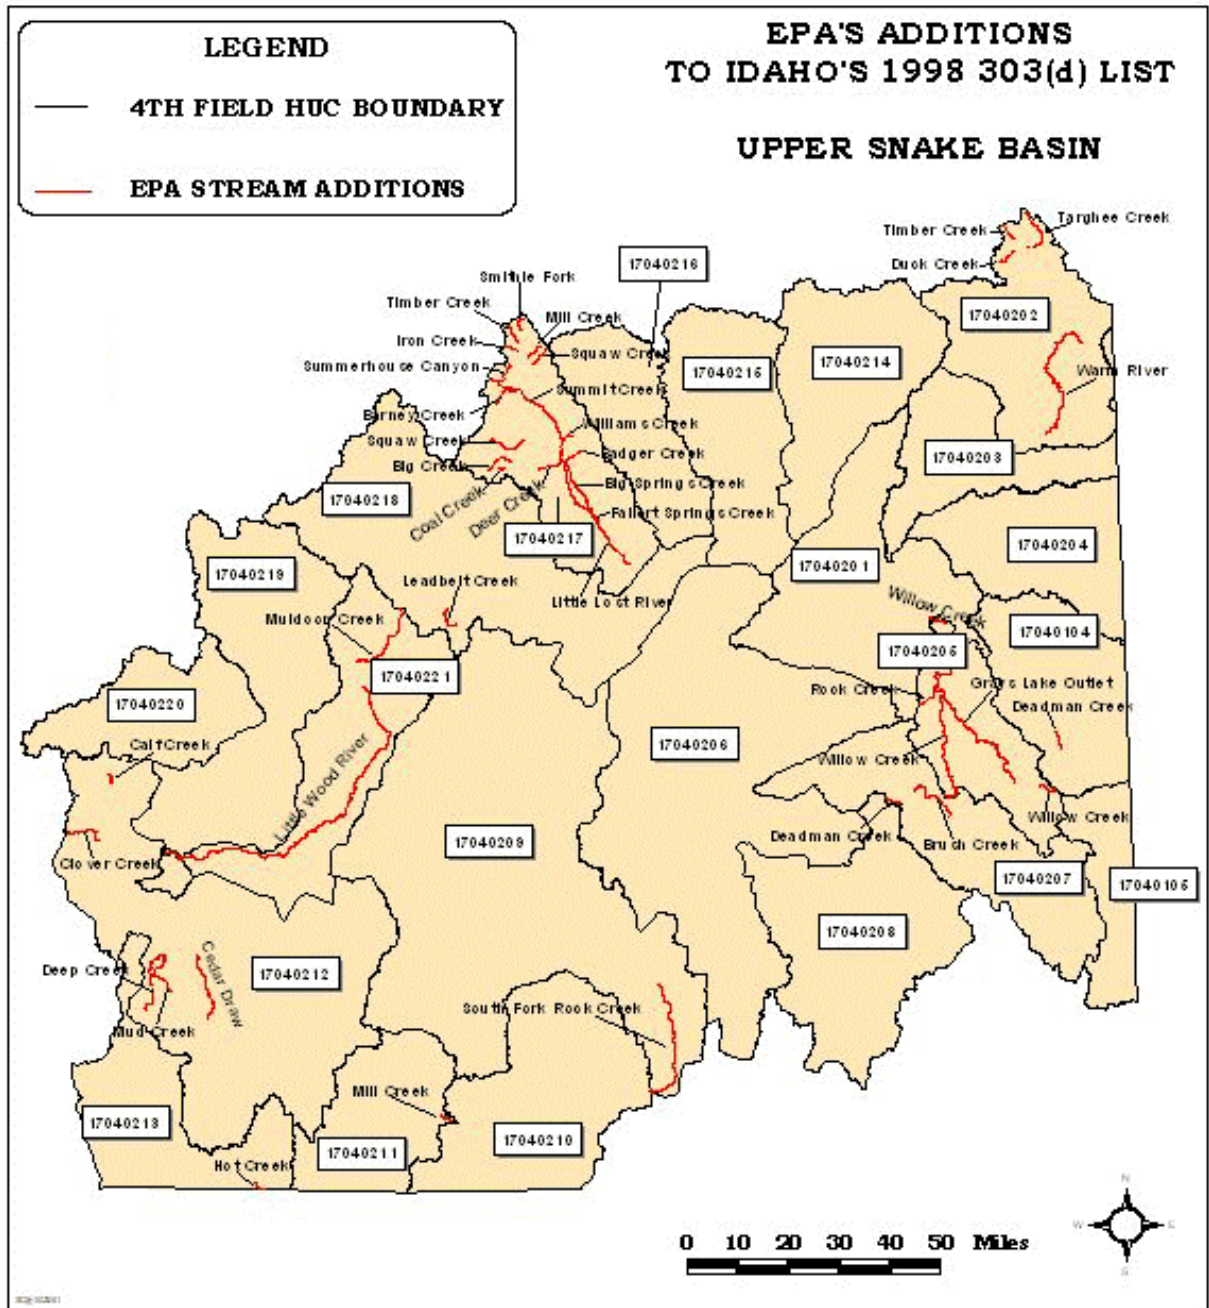 LEGEND
4TH FIELD HUC BOUNDARY
EPA STREAM ADDITIONS
EPA'S ADDITIONS
TO IDAHO'S 1998 303(d) LIST
UPPER SNAKE BASIN
Targhee Creek
Timber Creek
Duck Creek
17040216
Smithie Fork
Timber Creek
Mill Creek
17040202
Iron Creek
Squaw Creek
Summerhouse Canyon
17040215
17040214
Warm River
Summit Creek
Barney Creek
Williams Creek
Squaw Creek
Badger Creek
17040203
Big Creek
Big Springs Creek
17040218
Coal Creek
Deer Creek
Fallert Springs Creek
17040217
17040204
17040201
17040219
Leadbelt Creek
Little Lost River
Willow Creek
Muldoon Creek
17040104
17040205
17040221
Grays Lake Outlet
Rock Creek
17040220
Deadman Creek
Calf Creek
17040206
Willow Creek
Little Wood River
Willow Creek
Deadman Creek
Brush Creek
17040209
Clover Creek
17040207
17040105
17040208
Deep Creek
17040212
Cedar Draw
South Fork Rock Creek
Mud Creek
Mill Creek
17040213
17040210
17040211
Hot Creek
N
W
E
S
0 10 20 30 40 50 Miles